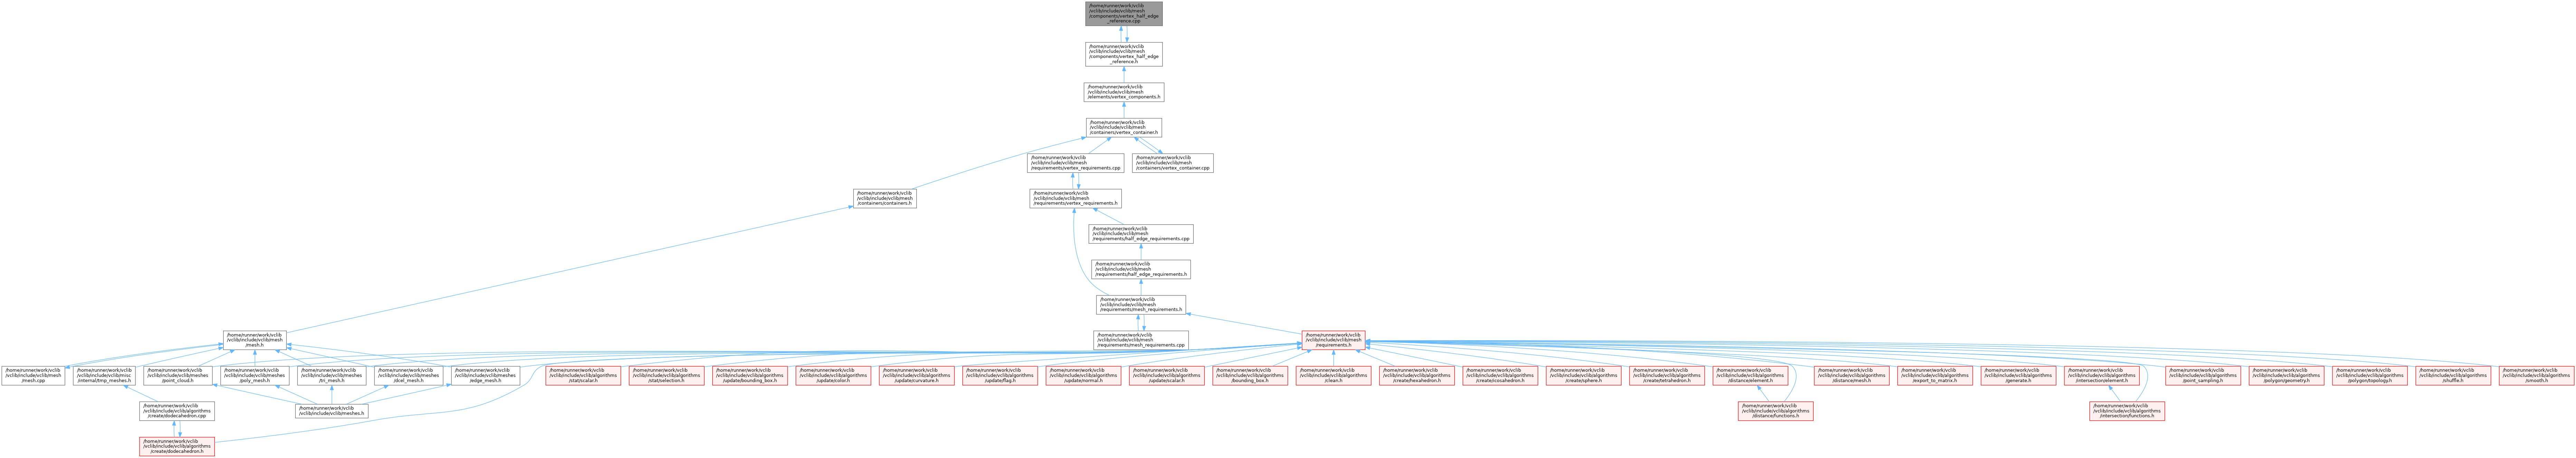 /home/runner/work/vclib
/vclib/include/vclib/mesh
/components/vertex_half_edge
_reference.cpp
/home/runner/work/vclib
/vclib/include/vclib/mesh
/components/vertex_half_edge
_reference.h
/home/runner/work/vclib
/vclib/include/vclib/mesh
/elements/vertex_components.h
/home/runner/work/vclib
/vclib/include/vclib/mesh
/containers/vertex_container.h
/home/runner/work/vclib
/vclib/include/vclib/mesh
/requirements/vertex_requirements.cpp
/home/runner/work/vclib
/vclib/include/vclib/mesh
/containers/vertex_container.cpp
/home/runner/work/vclib
/vclib/include/vclib/mesh
/containers/containers.h
/home/runner/work/vclib
/vclib/include/vclib/mesh
/requirements/vertex_requirements.h
/home/runner/work/vclib
/vclib/include/vclib/mesh
/requirements/half_edge_requirements.cpp
/home/runner/work/vclib
/vclib/include/vclib/mesh
/requirements/half_edge_requirements.h
/home/runner/work/vclib
/vclib/include/vclib/mesh
/requirements/mesh_requirements.h
/home/runner/work/vclib
/vclib/include/vclib/mesh
/mesh.h
/home/runner/work/vclib
/vclib/include/vclib/mesh
/requirements/mesh_requirements.cpp
/home/runner/work/vclib
/vclib/include/vclib/mesh
/requirements.h
/home/runner/work/vclib
/vclib/include/vclib/mesh
/mesh.cpp
/home/runner/work/vclib
/vclib/include/vclib/misc
/internal/tmp_meshes.h
/home/runner/work/vclib
/vclib/include/vclib/meshes
/point_cloud.h
/home/runner/work/vclib
/vclib/include/vclib/meshes
/poly_mesh.h
/home/runner/work/vclib
/vclib/include/vclib/meshes
/tri_mesh.h
/home/runner/work/vclib
/vclib/include/vclib/meshes
/dcel_mesh.h
/home/runner/work/vclib
/vclib/include/vclib/meshes
/edge_mesh.h
/home/runner/work/vclib
/vclib/include/vclib/algorithms
/stat/scalar.h
/home/runner/work/vclib
/vclib/include/vclib/algorithms
/stat/selection.h
/home/runner/work/vclib
/vclib/include/vclib/algorithms
/update/bounding_box.h
/home/runner/work/vclib
/vclib/include/vclib/algorithms
/update/color.h
/home/runner/work/vclib
/vclib/include/vclib/algorithms
/update/curvature.h
/home/runner/work/vclib
/vclib/include/vclib/algorithms
/update/flag.h
/home/runner/work/vclib
/vclib/include/vclib/algorithms
/update/normal.h
/home/runner/work/vclib
/vclib/include/vclib/algorithms
/update/scalar.h
/home/runner/work/vclib
/vclib/include/vclib/algorithms
/bounding_box.h
/home/runner/work/vclib
/vclib/include/vclib/algorithms
/clean.h
/home/runner/work/vclib
/vclib/include/vclib/algorithms
/create/hexahedron.h
/home/runner/work/vclib
/vclib/include/vclib/algorithms
/create/icosahedron.h
/home/runner/work/vclib
/vclib/include/vclib/algorithms
/create/sphere.h
/home/runner/work/vclib
/vclib/include/vclib/algorithms
/create/tetrahedron.h
/home/runner/work/vclib
/vclib/include/vclib/algorithms
/distance/element.h
/home/runner/work/vclib
/vclib/include/vclib/algorithms
/distance/mesh.h
/home/runner/work/vclib
/vclib/include/vclib/algorithms
/export_to_matrix.h
/home/runner/work/vclib
/vclib/include/vclib/algorithms
/generate.h
/home/runner/work/vclib
/vclib/include/vclib/algorithms
/intersection/element.h
/home/runner/work/vclib
/vclib/include/vclib/algorithms
/point_sampling.h
/home/runner/work/vclib
/vclib/include/vclib/algorithms
/polygon/geometry.h
/home/runner/work/vclib
/vclib/include/vclib/algorithms
/polygon/topology.h
/home/runner/work/vclib
/vclib/include/vclib/algorithms
/shuffle.h
/home/runner/work/vclib
/vclib/include/vclib/algorithms
/smooth.h
/home/runner/work/vclib
/vclib/include/vclib/algorithms
/create/dodecahedron.cpp
/home/runner/work/vclib
/vclib/include/vclib/meshes.h
/home/runner/work/vclib
/vclib/include/vclib/algorithms
/distance/functions.h
/home/runner/work/vclib
/vclib/include/vclib/algorithms
/intersection/functions.h
/home/runner/work/vclib
/vclib/include/vclib/algorithms
/create/dodecahedron.h